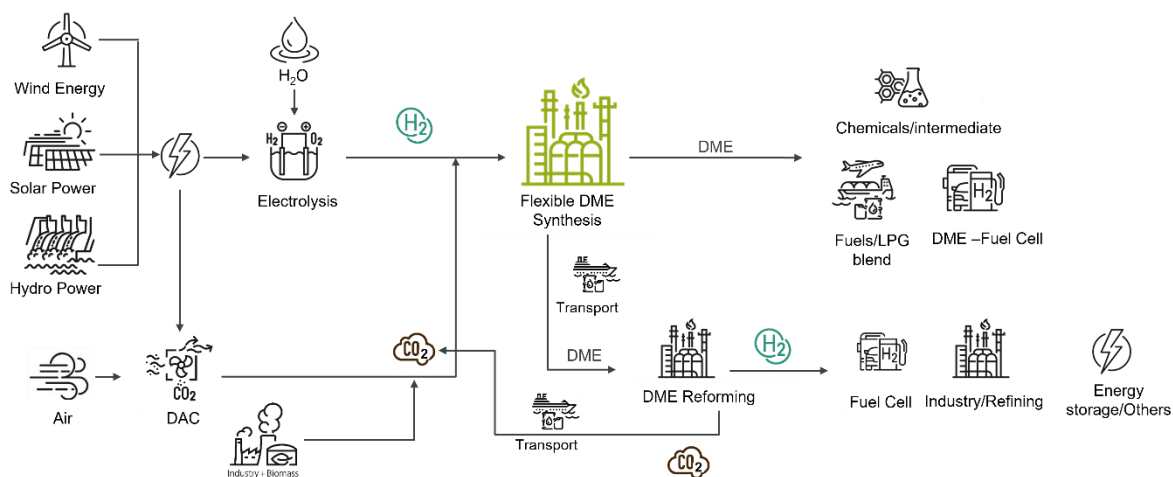 Wind Energy
Solar Power
Hydro Power
Air
H₂O
H₂
O₂
Electrolysis
CO₂
DAC
Industry+Biomass
H₂
CO₂
Flexible DME
Synthesis
DME
Transport
DME
Transport
CO₂
DME Reforming
H₂
Chemicals/intermediate
Fuels/LPG
blend
H₂
DME –Fuel Cell
H₂
Fuel Cell
Industry/Refining
Energy
storage/Others